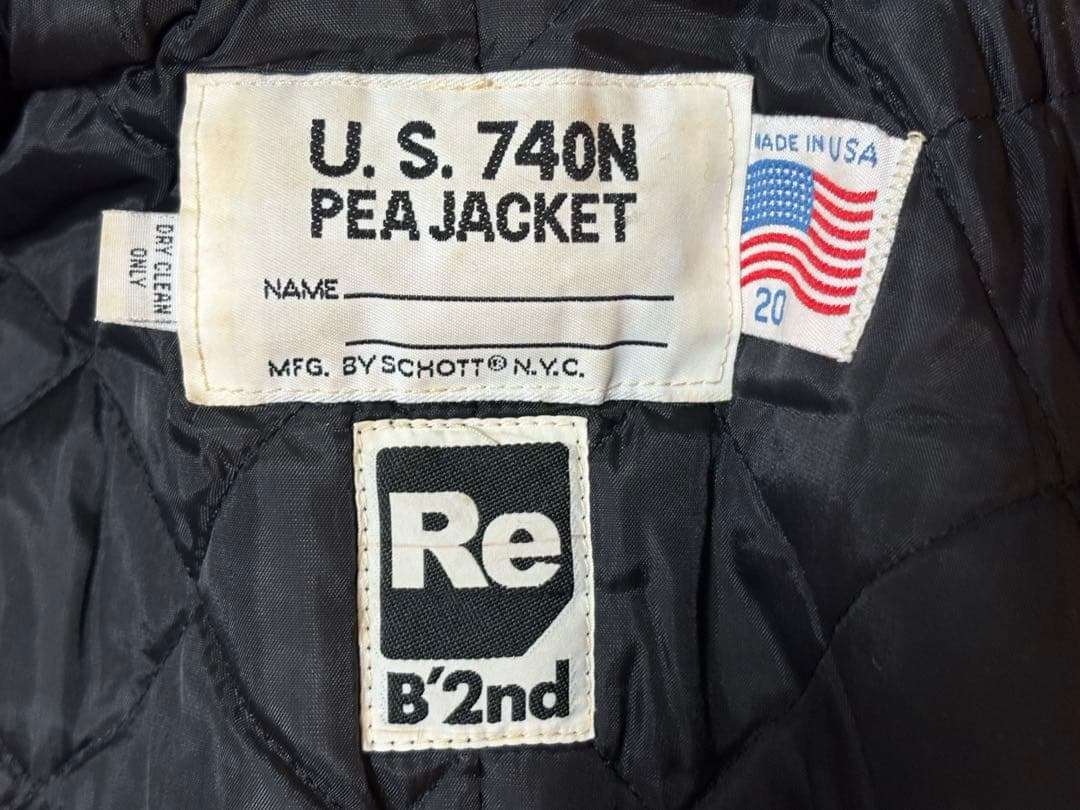 U. S. 740N
PEA JACKET
NAME
MFG. BY SCHOTT® N.Y.C.
MADE IN USA
20
DRY CLEAN
ONLY
Re
B'2nd